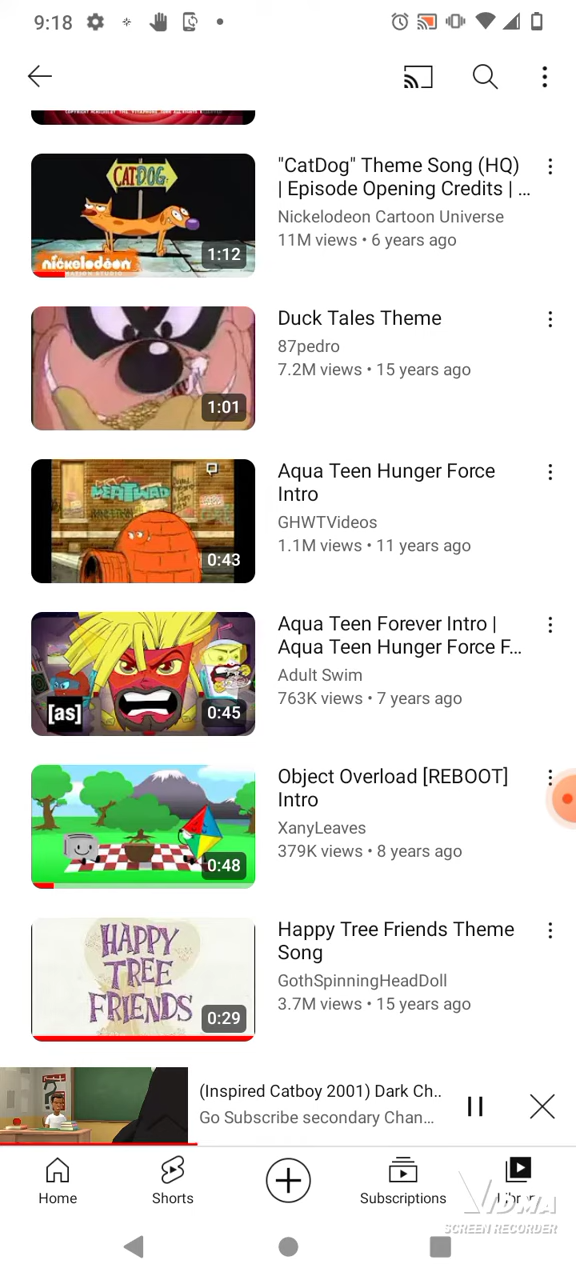 9:18
CATDOG
nickelodeon
1:12
"CatDog" Theme Song (HQ)
| Episode Opening Credits | ...
Nickelodeon Cartoon Universe
11M views • 6 years ago
1:01
Duck Tales Theme
87pedro
7.2M views • 15 years ago
MEATWAD
0:43
Aqua Teen Hunger Force
Intro
GHWTVideos
1.1M views • 11 years ago
[as]
0:45
Aqua Teen Forever Intro |
Aqua Teen Hunger Force F...
Adult Swim
763K views • 7 years ago
0:48
Object Overload [REBOOT]
Intro
XanyLeaves
379K views • 8 years ago
HAPPY
TREE
FRIENDS
0:29
Happy Tree Friends Theme
Song
GothSpinningHeadDoll
3.7M views • 15 years ago
(Inspired Catboy 2001) Dark Ch..
Go Subscribe secondary Chan...
Home
Shorts
Subscriptions
VIDMA
SCREEN RECORDER